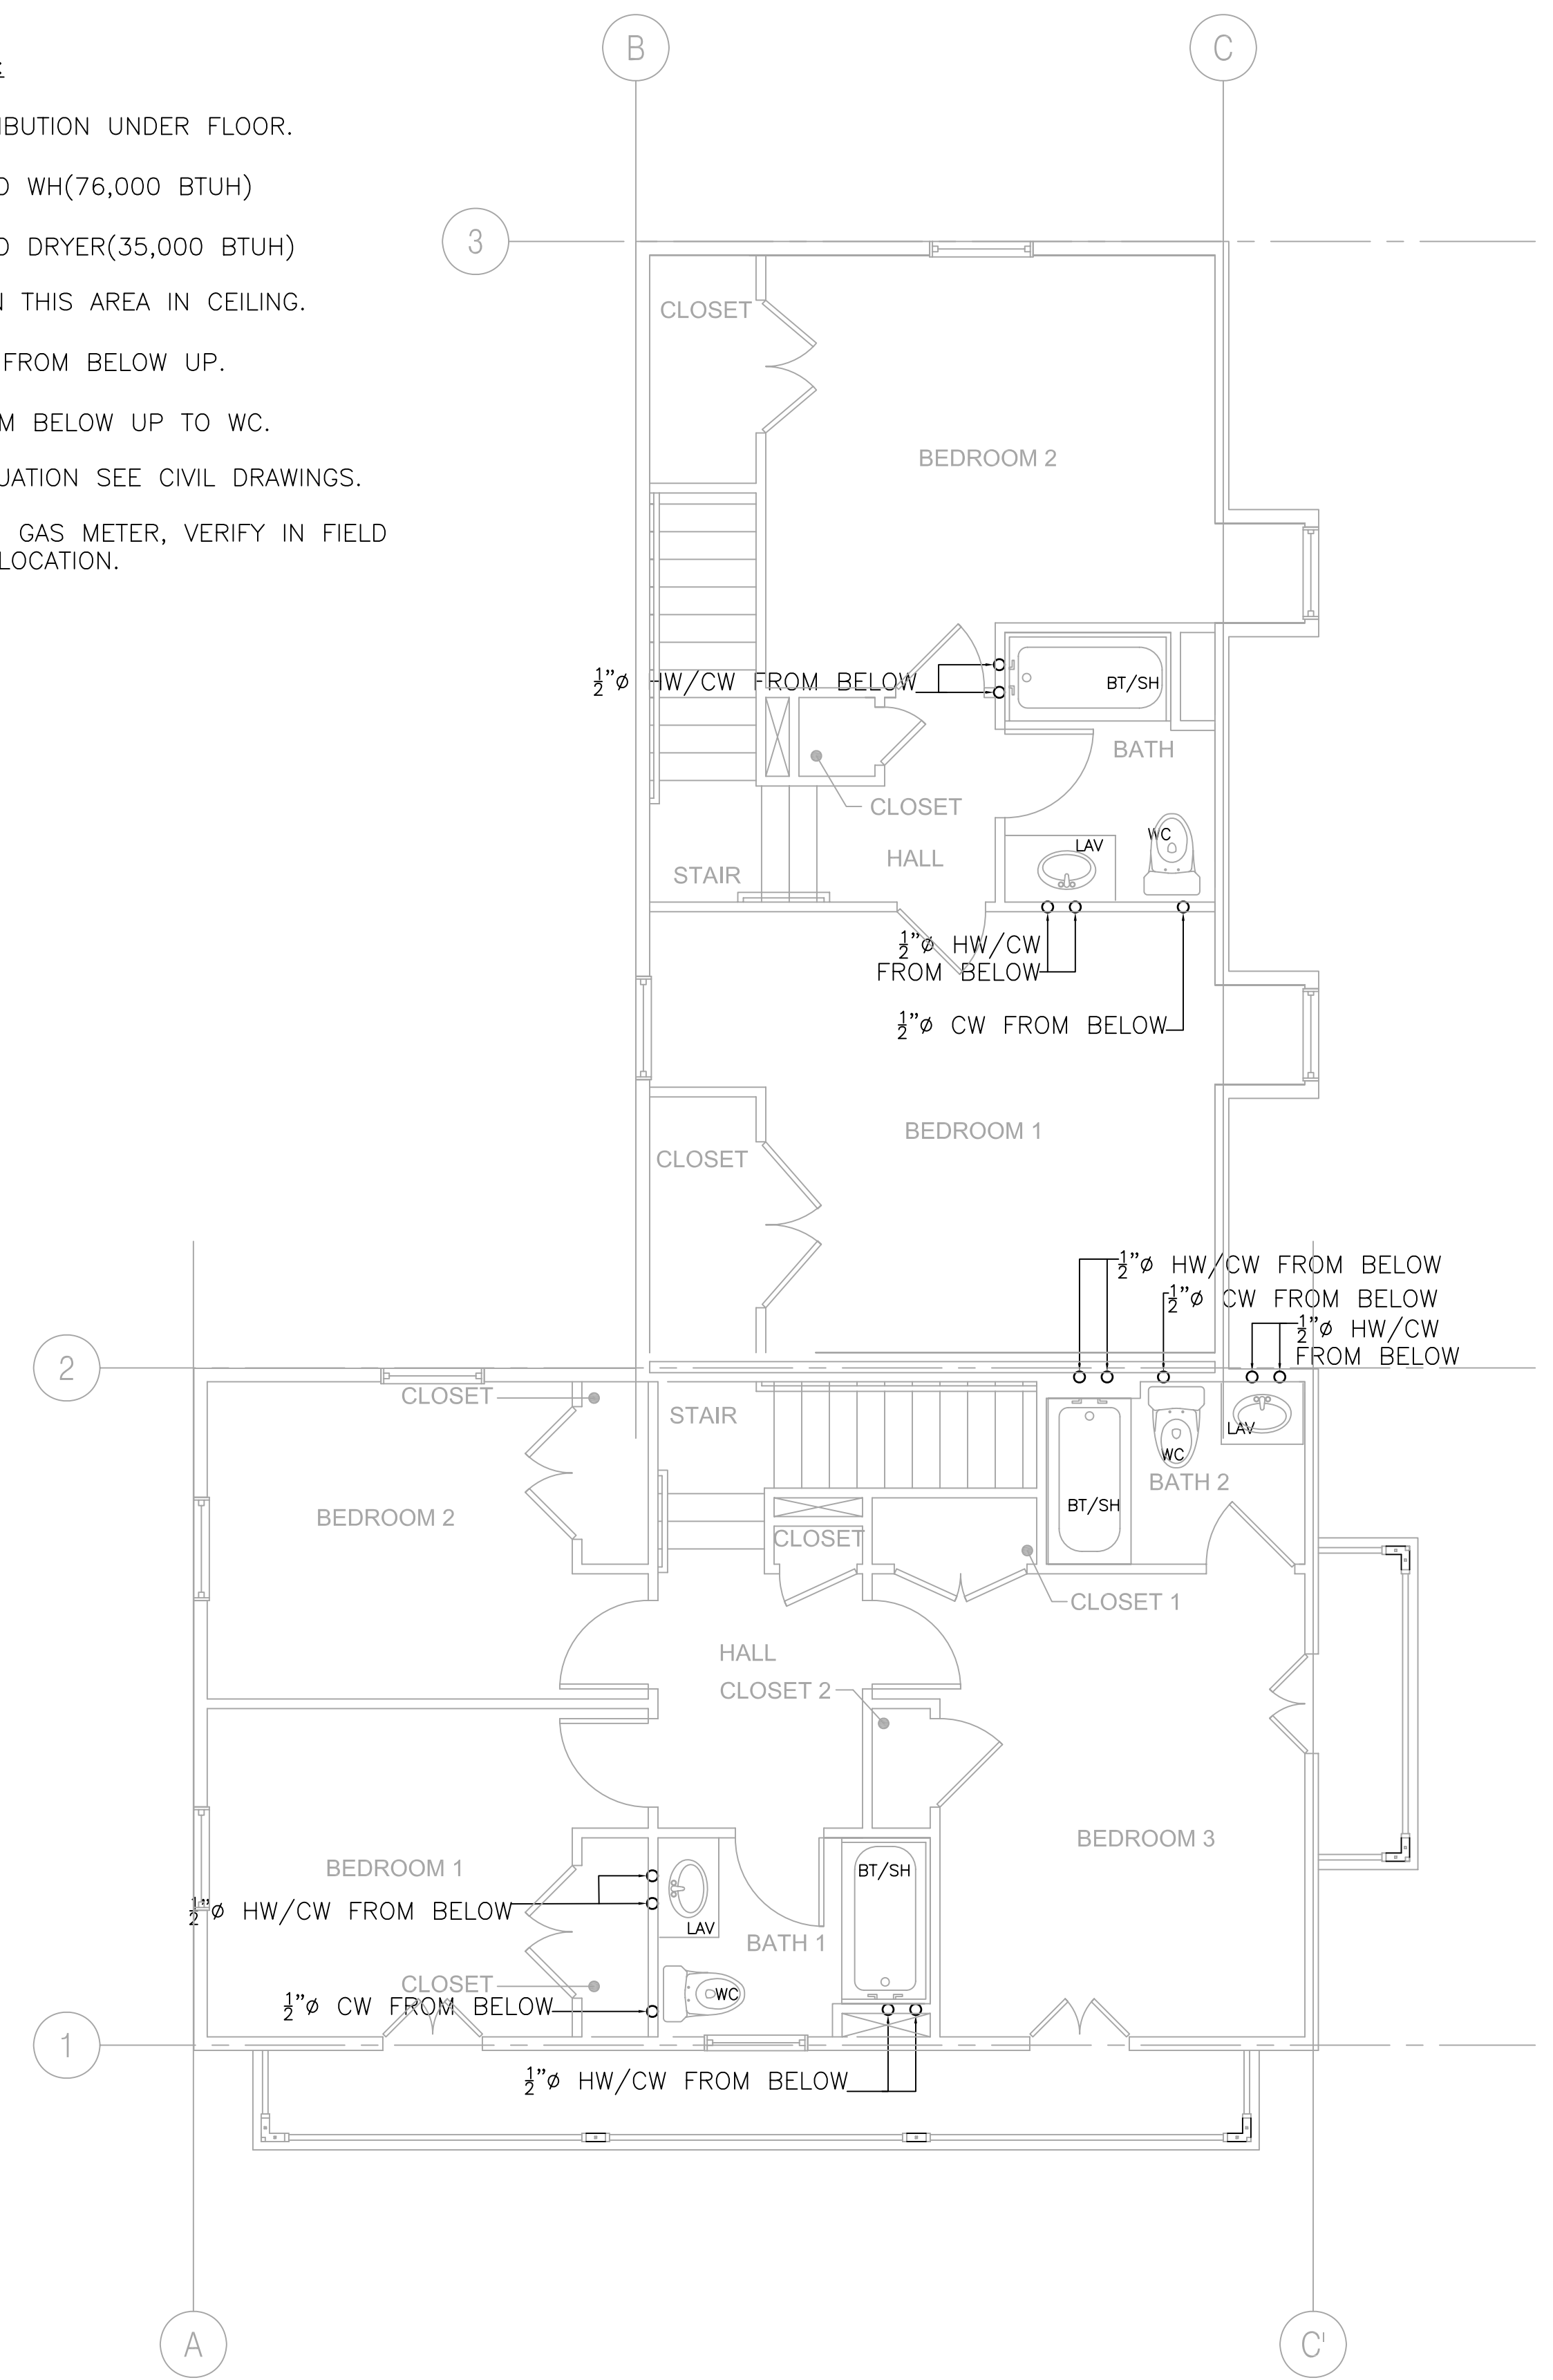 B
C
:
IBUTION UNDER FLOOR.
O WH(76,000 BTUH)
3
O DRYER(35,000 BTUH)
N THIS AREA IN CEILING.
FROM BELOW UP.
M BELOW UP TO WC.
UATION SEE CIVIL DRAWINGS.
GAS METER, VERIFY IN FIELD
LOCATION.
CLOSET
BEDROOM 2
½"ø HW/CW FROM BELOW
BT/SH
BATH
CLOSET
WC
LAV
HALL
STAIR
½"ø HW/CW
FROM BELOW
½"ø CW FROM BELOW
BEDROOM 1
CLOSET
½"ø HW/CW FROM BELOW
½"ø CW FROM BELOW
½"ø HW/CW
FROM BELOW
2
CLOSET
STAIR
LAV
WC
BATH 2
BT/SH
BEDROOM 2
CLOSET
CLOSET 1
HALL
CLOSET 2
BEDROOM 3
BEDROOM 1
BT/SH
½"ø HW/CW FROM BELOW
LAV
BATH 1
CLOSET
WC
½"ø CW FROM BELOW
1
½"ø HW/CW FROM BELOW
A
C'